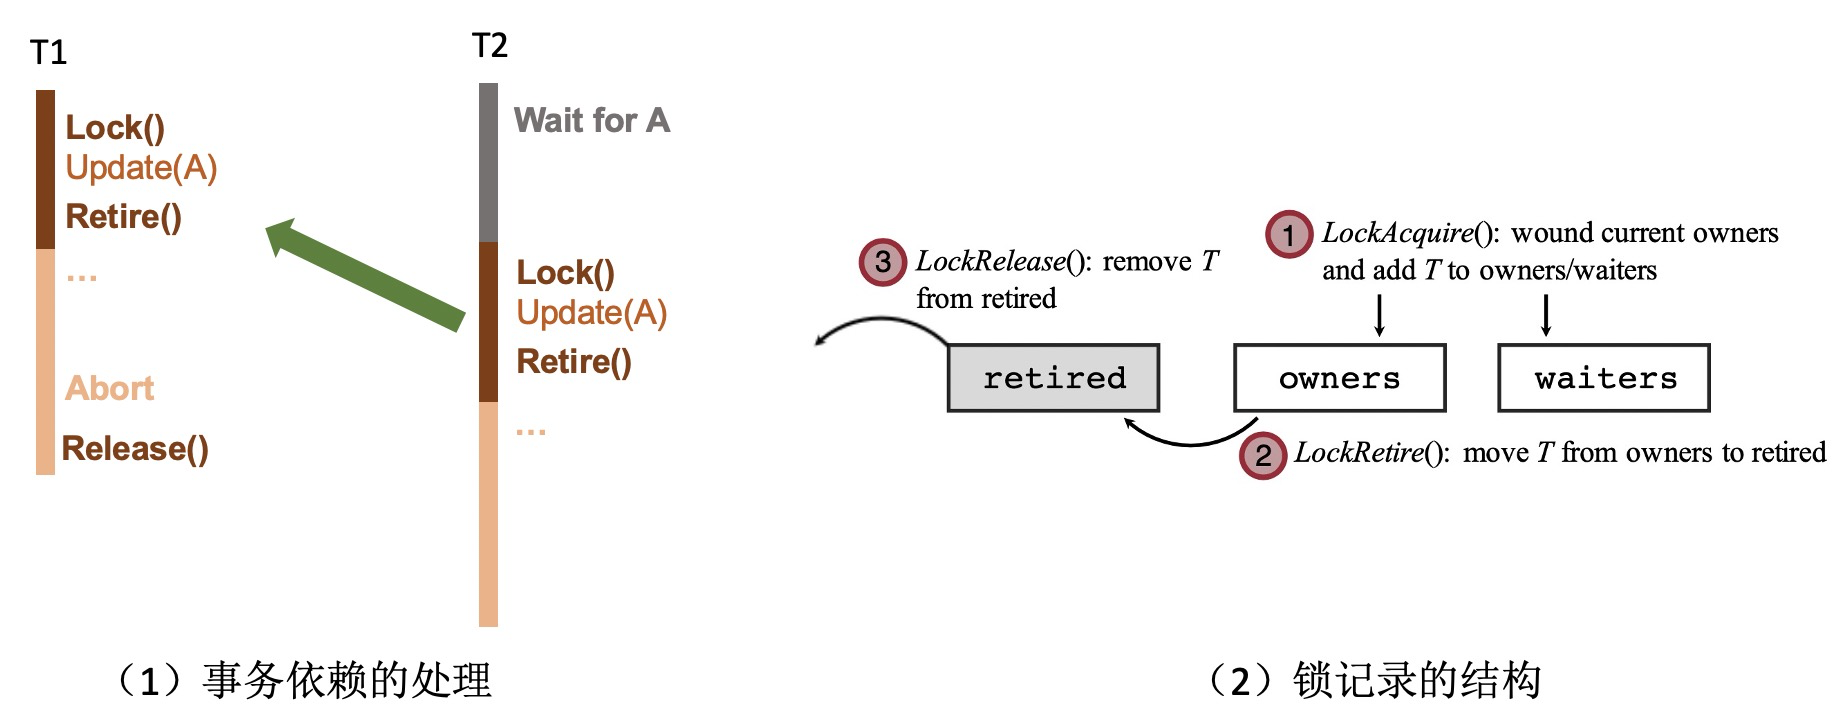 T1
Lock()
Update(A)
Retire()
...
Abort
Release()
T2
Wait for A
Lock()
Update(A)
Retire()
...
（1）事务依赖的处理
1 LockAcquire(): wound current owners
and add T to owners/waiters
3 LockRelease(): remove T
from retired
retired
owners
waiters
2 LockRetire(): move T from owners to retired
（2）锁记录的结构